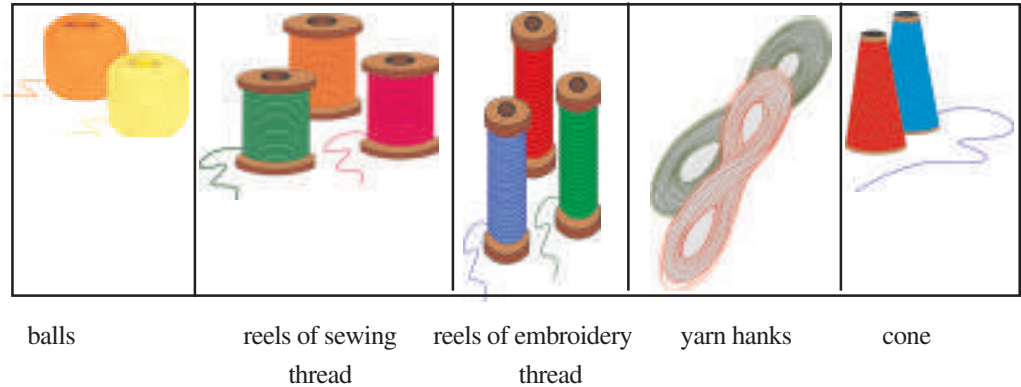 balls
reels of sewing
thread
reels of embroidery
thread
yarn hanks
cone